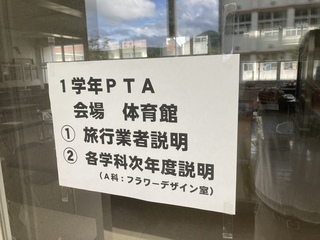 1学年PTA
会場 体育館
① 旅行業者説明
② 各学科次年度説明
(A科:フラワーデザイン室)